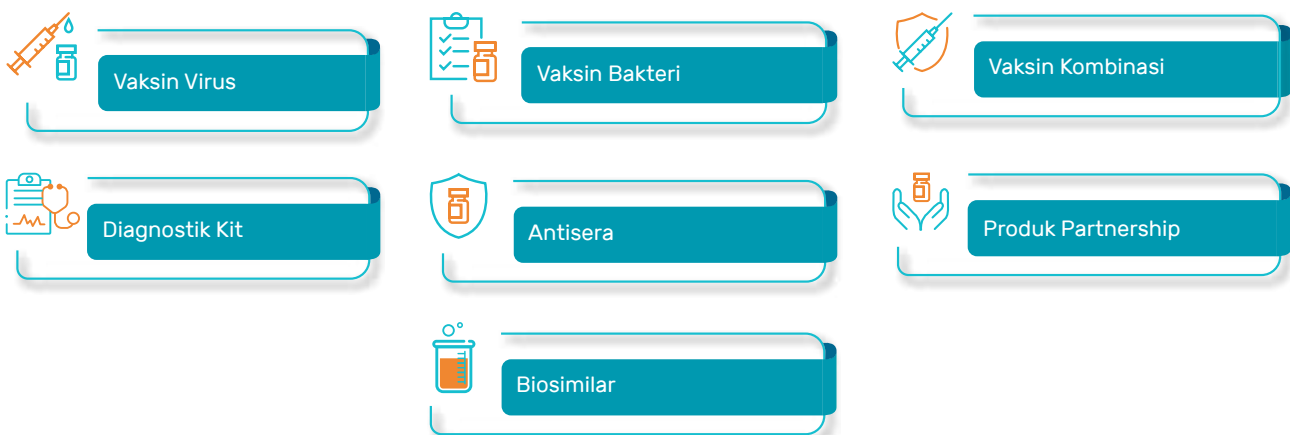 Vaksin Virus
Vaksin Bakteri
Vaksin Kombinasi
Diagnostik Kit
Antisera
Produk Partnership
Biosimilar